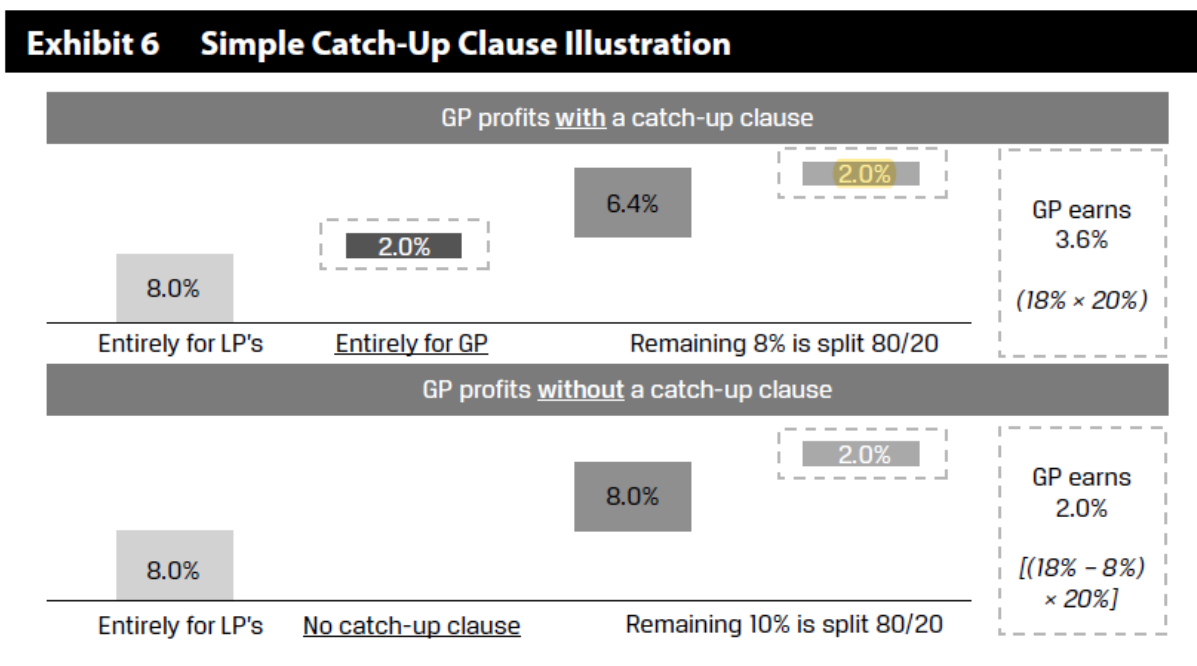 Exhibit 6 Simple Catch-Up Clause Illustration
GP profits with a catch-up clause
2.0%
6.4%
GP earns
3.6%
2.0%
8.0%
(18% × 20%)
Entirely for LP's
Entirely for GP
Remaining 8% is split 80/20
GP profits without a catch-up clause
2.0%
8.0%
GP earns
2.0%
8.0%
[(18% – 8%)
× 20%]
Entirely for LP's
No catch-up clause
Remaining 10% is split 80/20